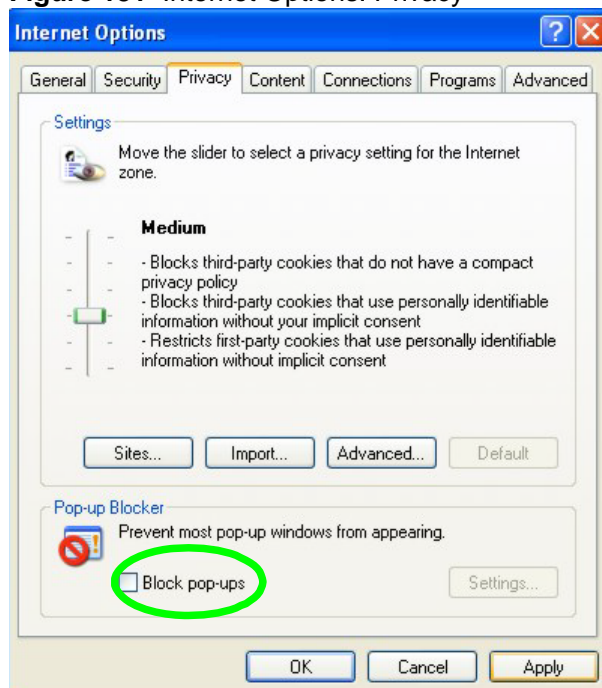 Internet Options
General Security Privacy Content Connections Programs Advanced
Settings
Move the slider to select a privacy setting for the Internet
zone.
Medium
- Blocks third-party cookies that do not have a compact
privacy policy
- Blocks third-party cookies that use personally identifiable
information without your implicit consent
- Restricts first-party cookies that use personally identifiable
information without implicit consent
Sites... Import... Advanced... Default
Pop-up Blocker
Prevent most pop-up windows from appearing.
Block pop-ups
Settings...
OK Cancel Apply